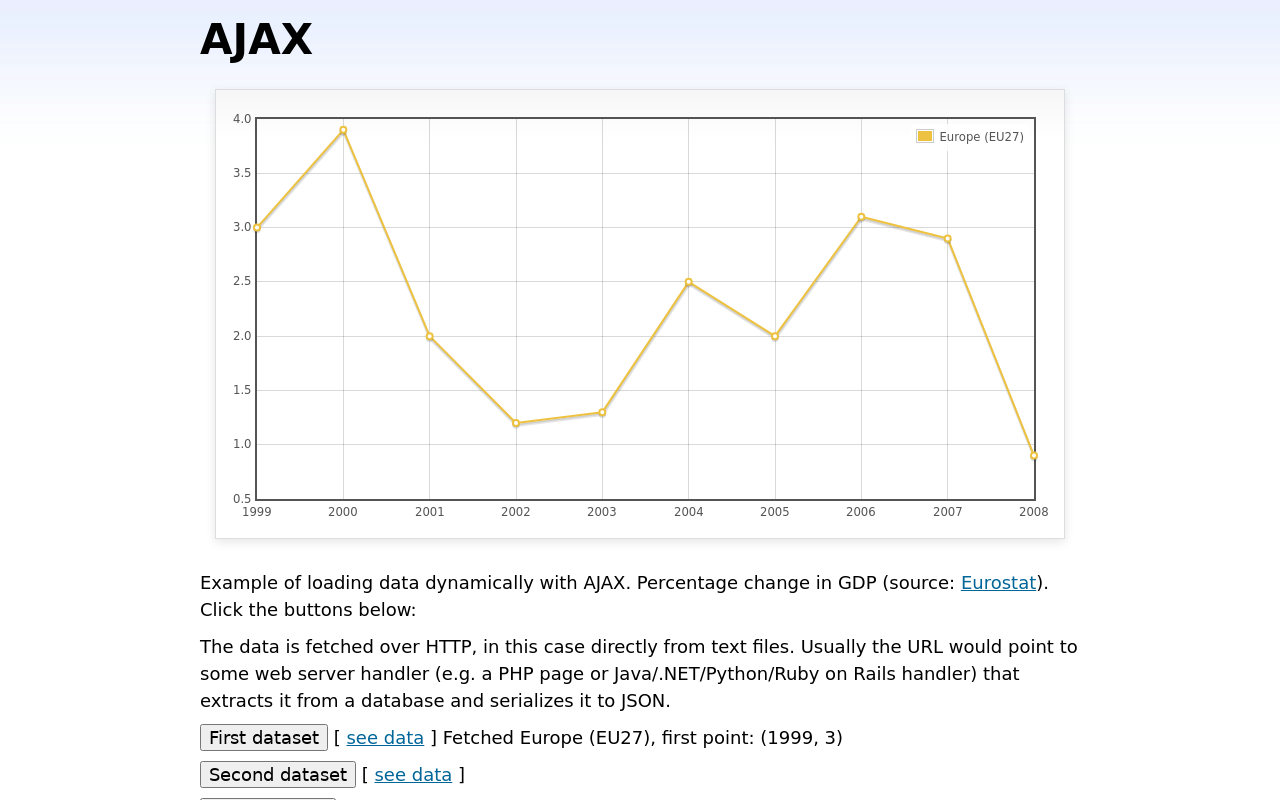 AJAX
4.0
3.5
3.0
2.5
2.0
1.5
1.0
0.5
Europe (EU27)
1999 2000 2001 2002 2003 2004 2005 2006 2007 2008
Example of loading data dynamically with AJAX. Percentage change in GDP (source: Eurostat).
Click the buttons below:
The data is fetched over HTTP, in this case directly from text files. Usually the URL would point to
some web server handler (e.g. a PHP page or Java/.NET/Python/Ruby on Rails handler) that
extracts it from a database and serializes it to JSON.
First dataset [ see data ] Fetched Europe (EU27), first point: (1999, 3)
Second dataset [ see data ]